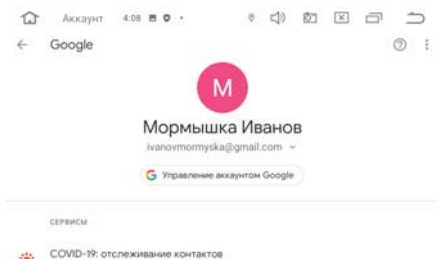 Аккаунт 4:08
Google
М
Мормышка Иванов
ivanovmormyska@gmail.com
Управление аккаунтом Google
СЕРВИСЫ
COVID-19: отслеживание контактов